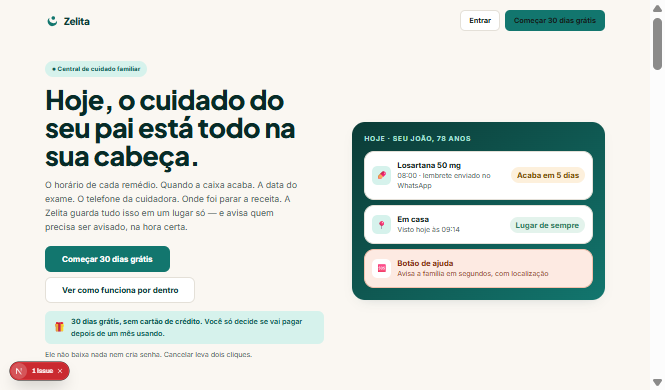 Zelita
Entrar
Começar 30 dias grátis
Central de cuidado familiar
Hoje, o cuidado do
seu pai está todo na
sua cabeça.
O horário de cada remédio. Quando a caixa acaba. A data do
exame. O telefone da cuidadora. Onde foi parar a receita. A
Zelita guarda tudo isso em um lugar só — e avisa quem
precisa ser avisado, na hora certa.
Começar 30 dias grátis
Ver como funciona por dentro
30 dias grátis, sem cartão de crédito. Você só decide se vai pagar
depois de um mês usando.
Ele não baixa nada nem cria senha. Cancelar leva dois cliques.
HOJE · SEU JOÃO, 78 ANOS
Losartana 50 mg
08:00 · lembrete enviado no
WhatsApp
Acaba em 5 dias
Em casa
Visto hoje às 09:14
Lugar de sempre
Botão de ajuda
Avisa a família em segundos, com localização
N
1 Issue